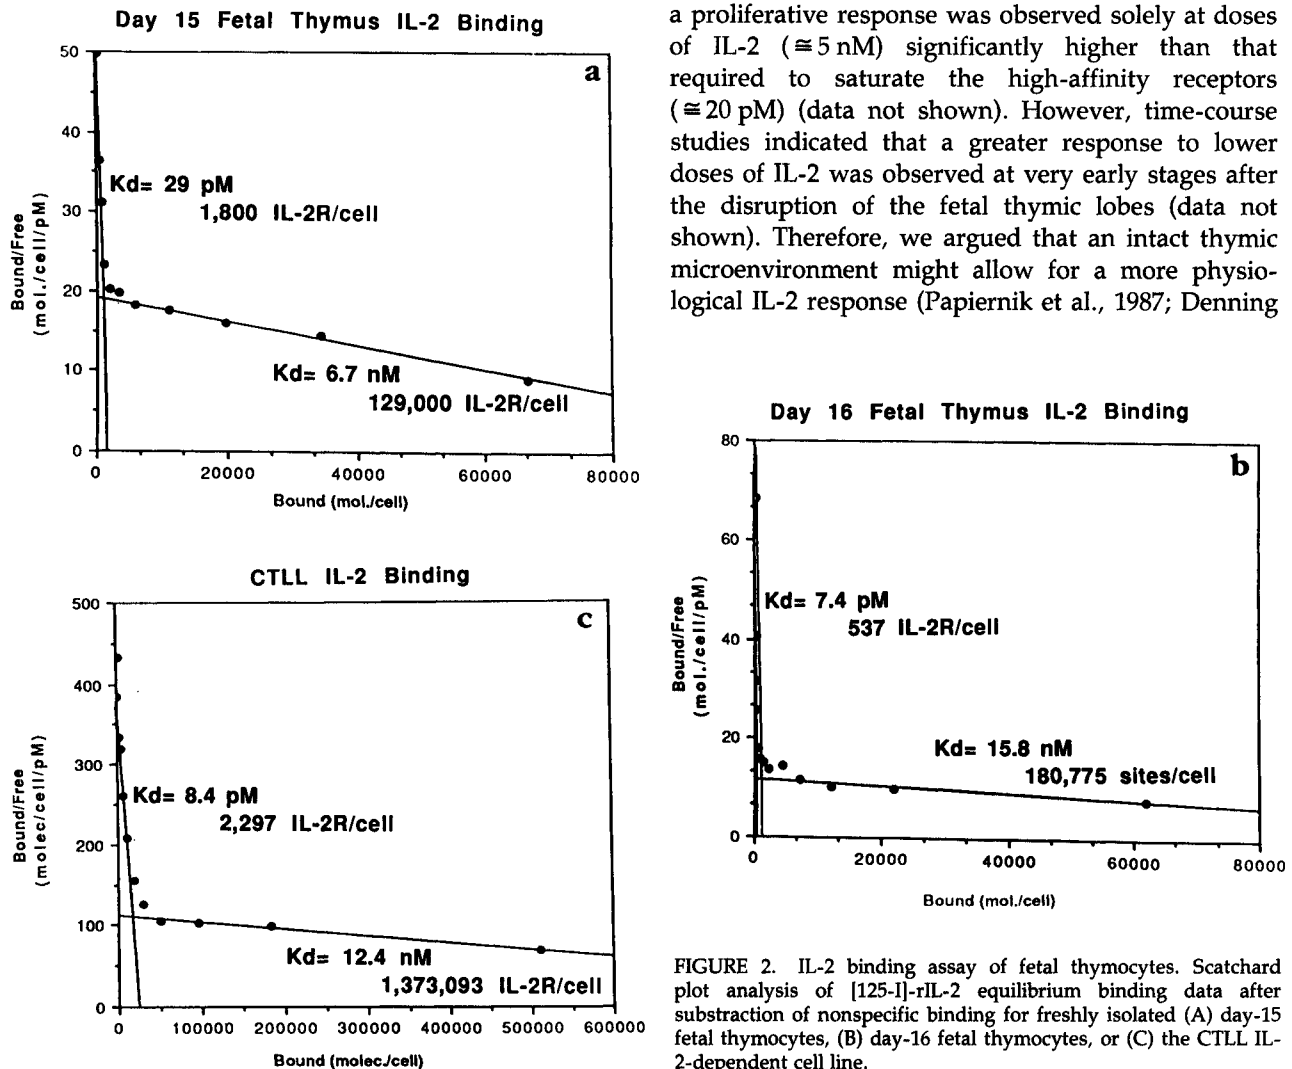 Day 15 Fetal Thymus IL-2 Binding
50
40
30
20
10
0
Bound/Free
(mol./cell/pM)
a
Kd= 29 pM
1,800 IL-2R/cell
Kd= 6.7 nM
129,000 IL-2R/cell
0 20000 40000 60000 80000
Bound (mol./cell)
CTLL IL-2 Binding
500
400
300
200
100
0
Bound/Free
(molec/cell/pM)
c
Kd= 8.4 pM
2,297 IL-2R/cell
Kd= 12.4 nM
1,373,093 IL-2R/cell
0 100000 200000 300000 400000 500000 600000
Bound (molec./cell)
a proliferative response was observed solely at doses
of IL-2 (≅5 nM) significantly higher than that
required to saturate the high-affinity receptors
(≅20 pM) (data not shown). However, time-course
studies indicated that a greater response to lower
doses of IL-2 was observed at very early stages after
the disruption of the fetal thymic lobes (data not
shown). Therefore, we argued that an intact thymic
microenvironment might allow for a more physio-
logical IL-2 response (Papiernik et al., 1987; Denning
Day 16 Fetal Thymus IL-2 Binding
80
60
40
20
0
Bound/Free
(mol./cell/pM)
b
Kd= 7.4 pM
537 IL-2R/cell
Kd= 15.8 nM
180,775 sites/cell
0 20000 40000 60000 80000
Bound (mol./cell)
FIGURE 2. IL-2 binding assay of fetal thymocytes. Scatchard
plot analysis of [125-I]-rIL-2 equilibrium binding data after
substraction of nonspecific binding for freshly isolated (A) day-15
fetal thymocytes, (B) day-16 fetal thymocytes, or (C) the CTLL IL-
2-dependent cell line.